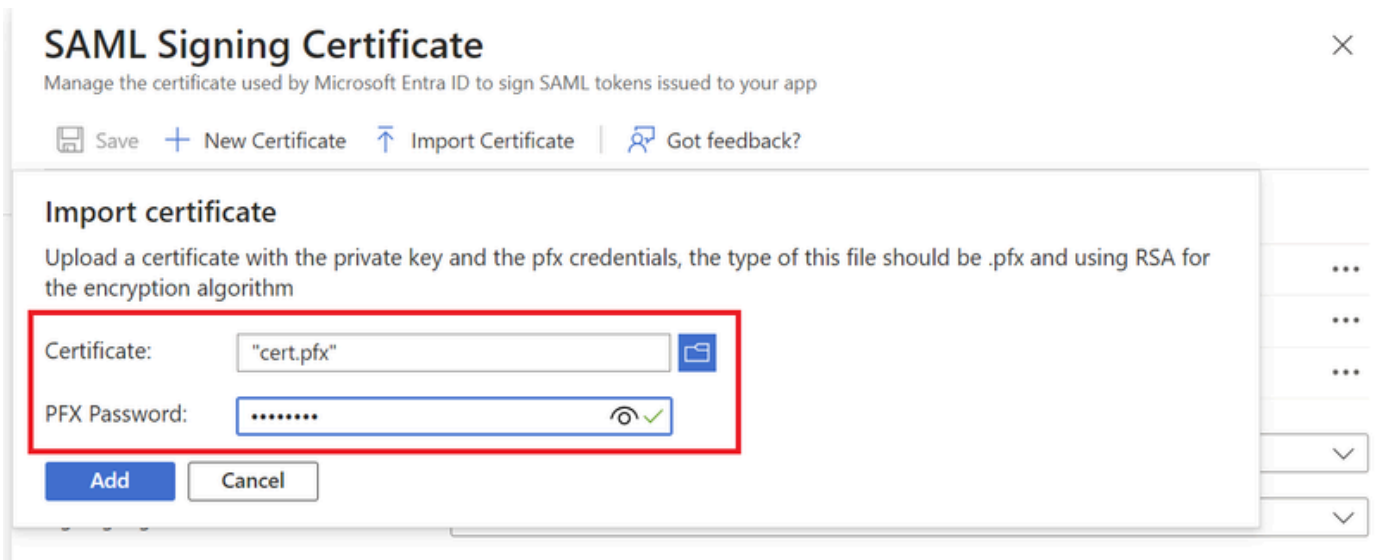 SAML Signing Certificate
Manage the certificate used by Microsoft Entra ID to sign SAML tokens issued to your app
Save New Certificate Import Certificate Got feedback?
Import certificate
Upload a certificate with the private key and the pfx credentials, the type of this file should be .pfx and using RSA for
the encryption algorithm
Certificate: "cert.pfx"
PFX Password: ••••••••
Add Cancel